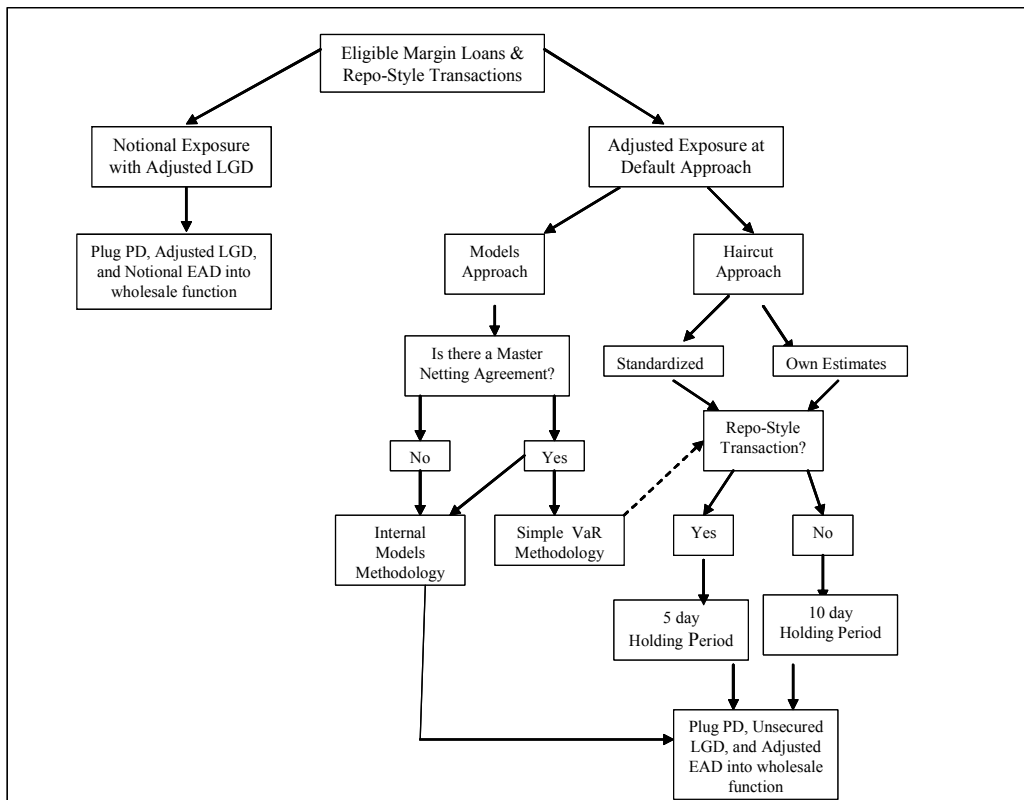 Eligible Margin Loans &
Repo-Style Transactions
Notional Exposure
with Adjusted LGD
Adjusted Exposure at
Default Approach
Plug PD, Adjusted LGD,
and Notional EAD into
wholesale function
Models
Approach
Haircut
Approach
Is there a Master
Netting Agreement?
Standardized
Own Estimates
No
Yes
Repo-Style
Transaction?
Internal
Models
Methodology
Simple VaR
Methodology
Yes
No
5 day
Holding Period
10 day
Holding Period
Plug PD, Unsecured
LGD, and Adjusted
EAD into wholesale
function